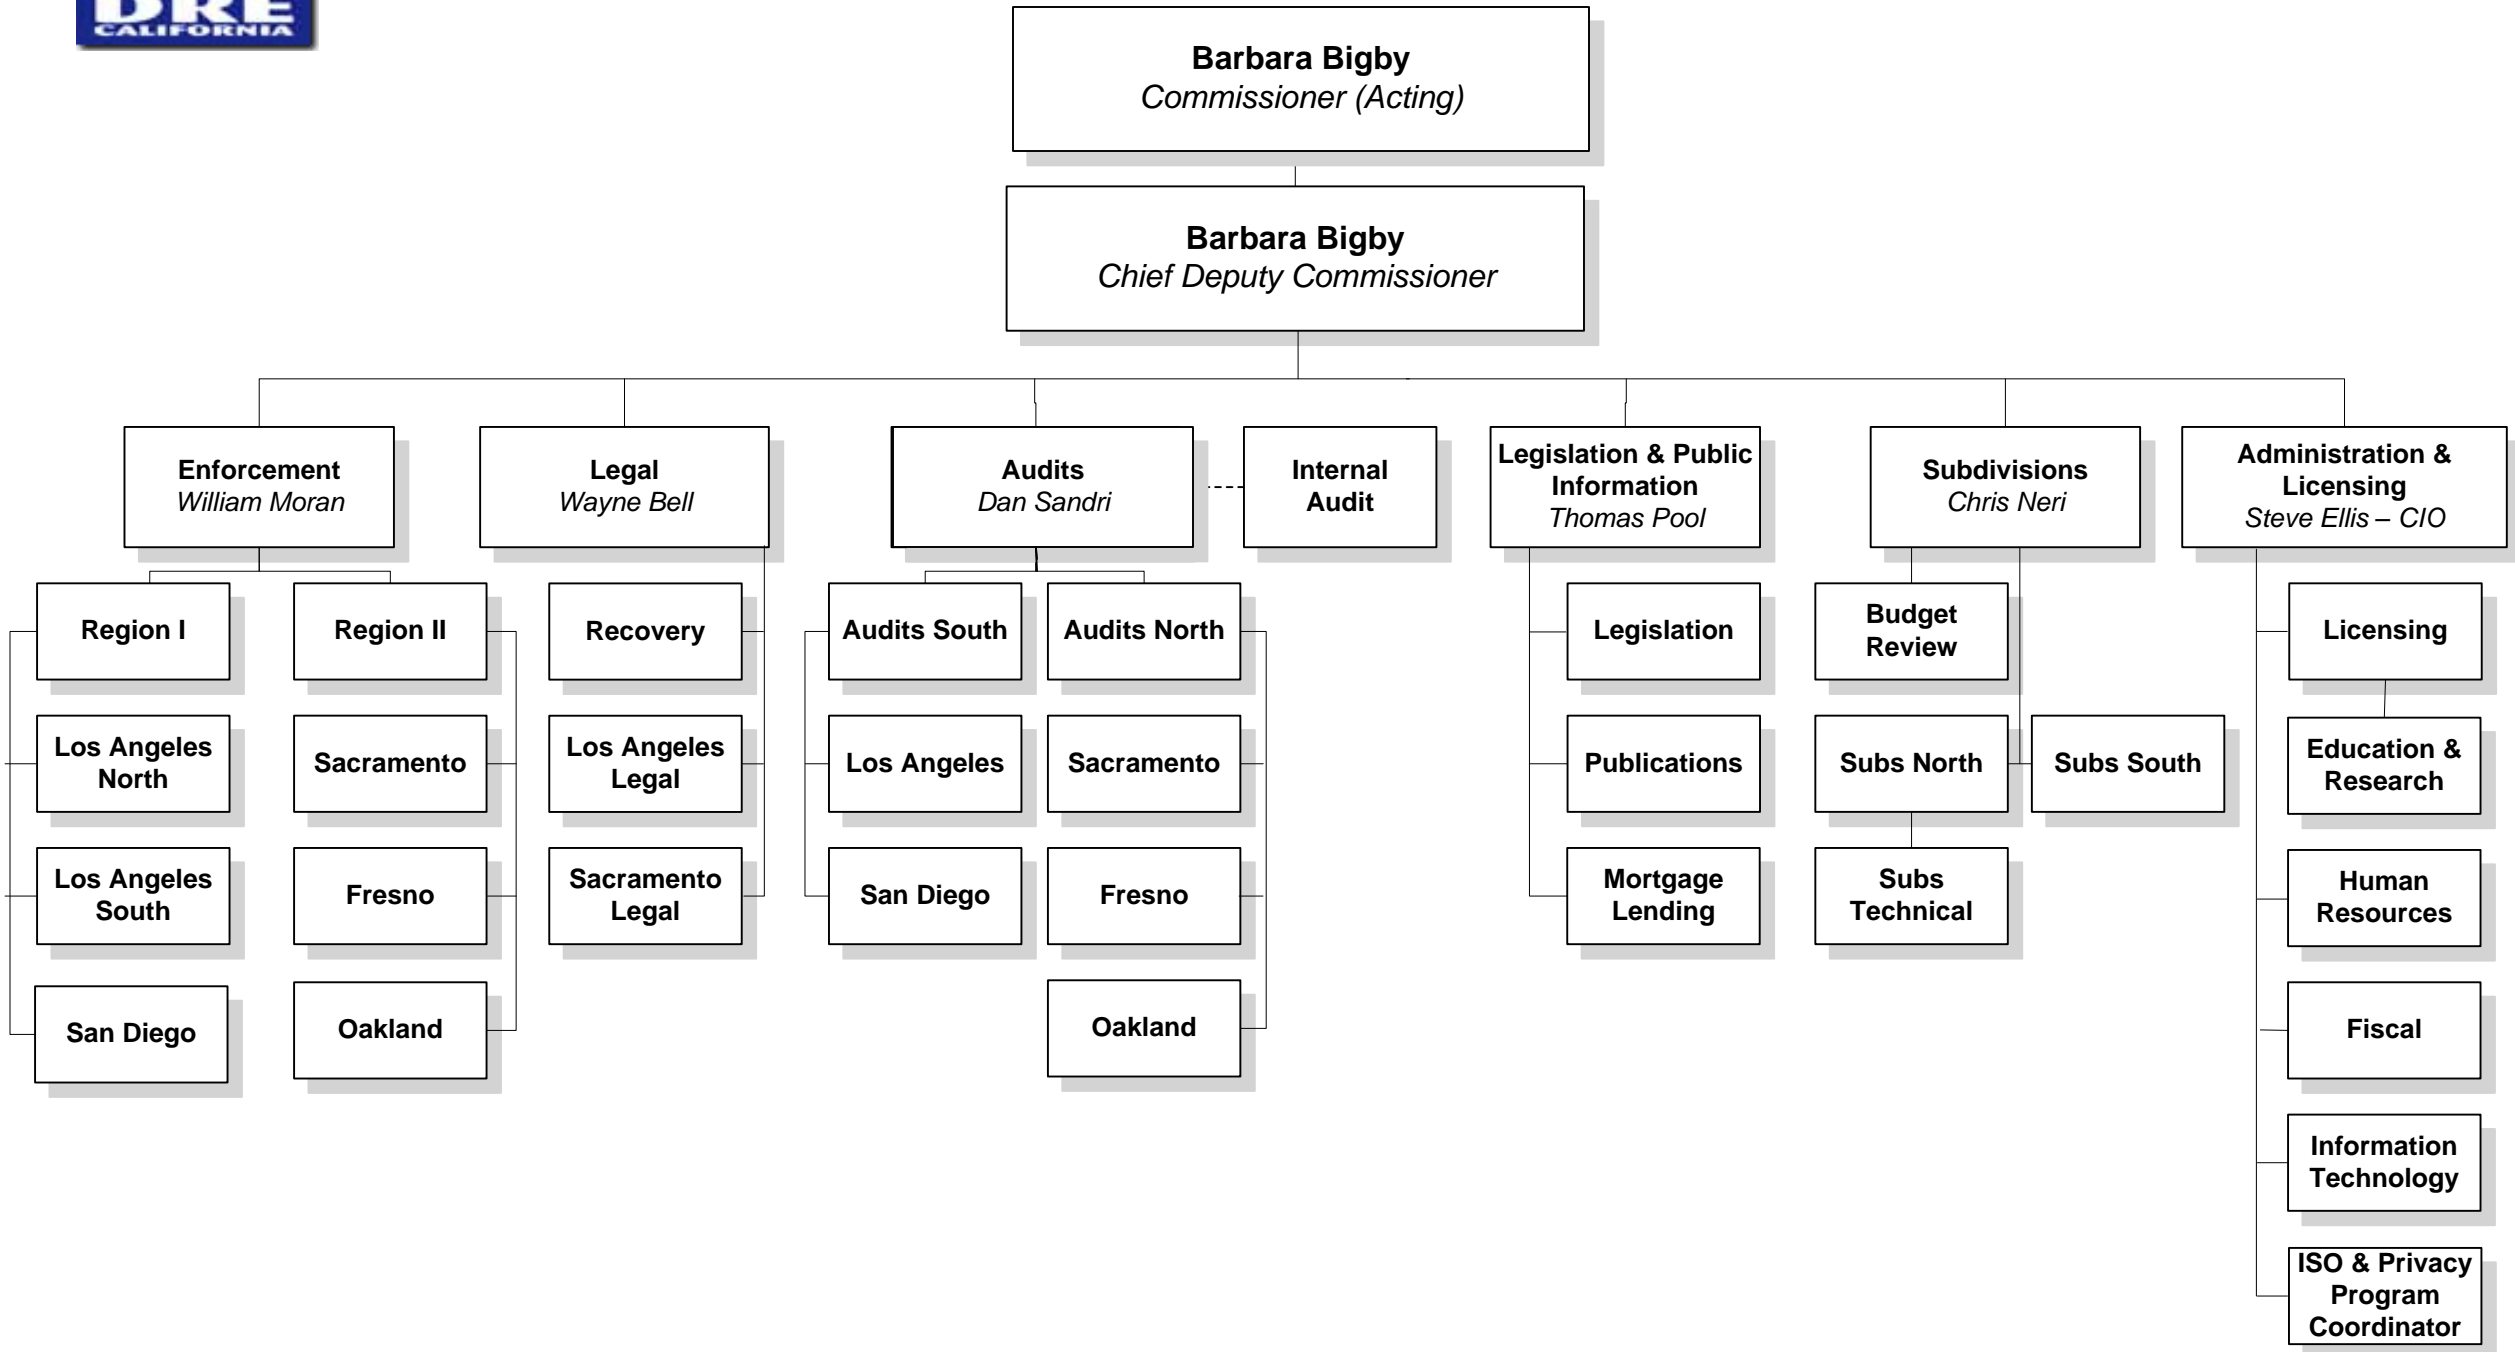 DRE
CALIFORNIA
Barbara Bigby
Commissioner (Acting)
Barbara Bigby
Chief Deputy Commissioner
Enforcement
William Moran
Legal
Wayne Bell
Audits
Dan Sandri
Internal
Audit
Legislation & Public
Information
Thomas Pool
Subdivisions
Chris Neri
Administration &
Licensing
Steve Ellis – CIO
Region I
Los Angeles
North
Los Angeles
South
San Diego
Region II
Sacramento
Fresno
Oakland
Recovery
Los Angeles
Legal
Sacramento
Legal
Audits South
Los Angeles
San Diego
Audits North
Sacramento
Fresno
Oakland
Legislation
Publications
Mortgage
Lending
Budget
Review
Subs North
Subs South
Subs
Technical
Licensing
Education &
Research
Human
Resources
Fiscal
Information
Technology
ISO & Privacy
Program
Coordinator